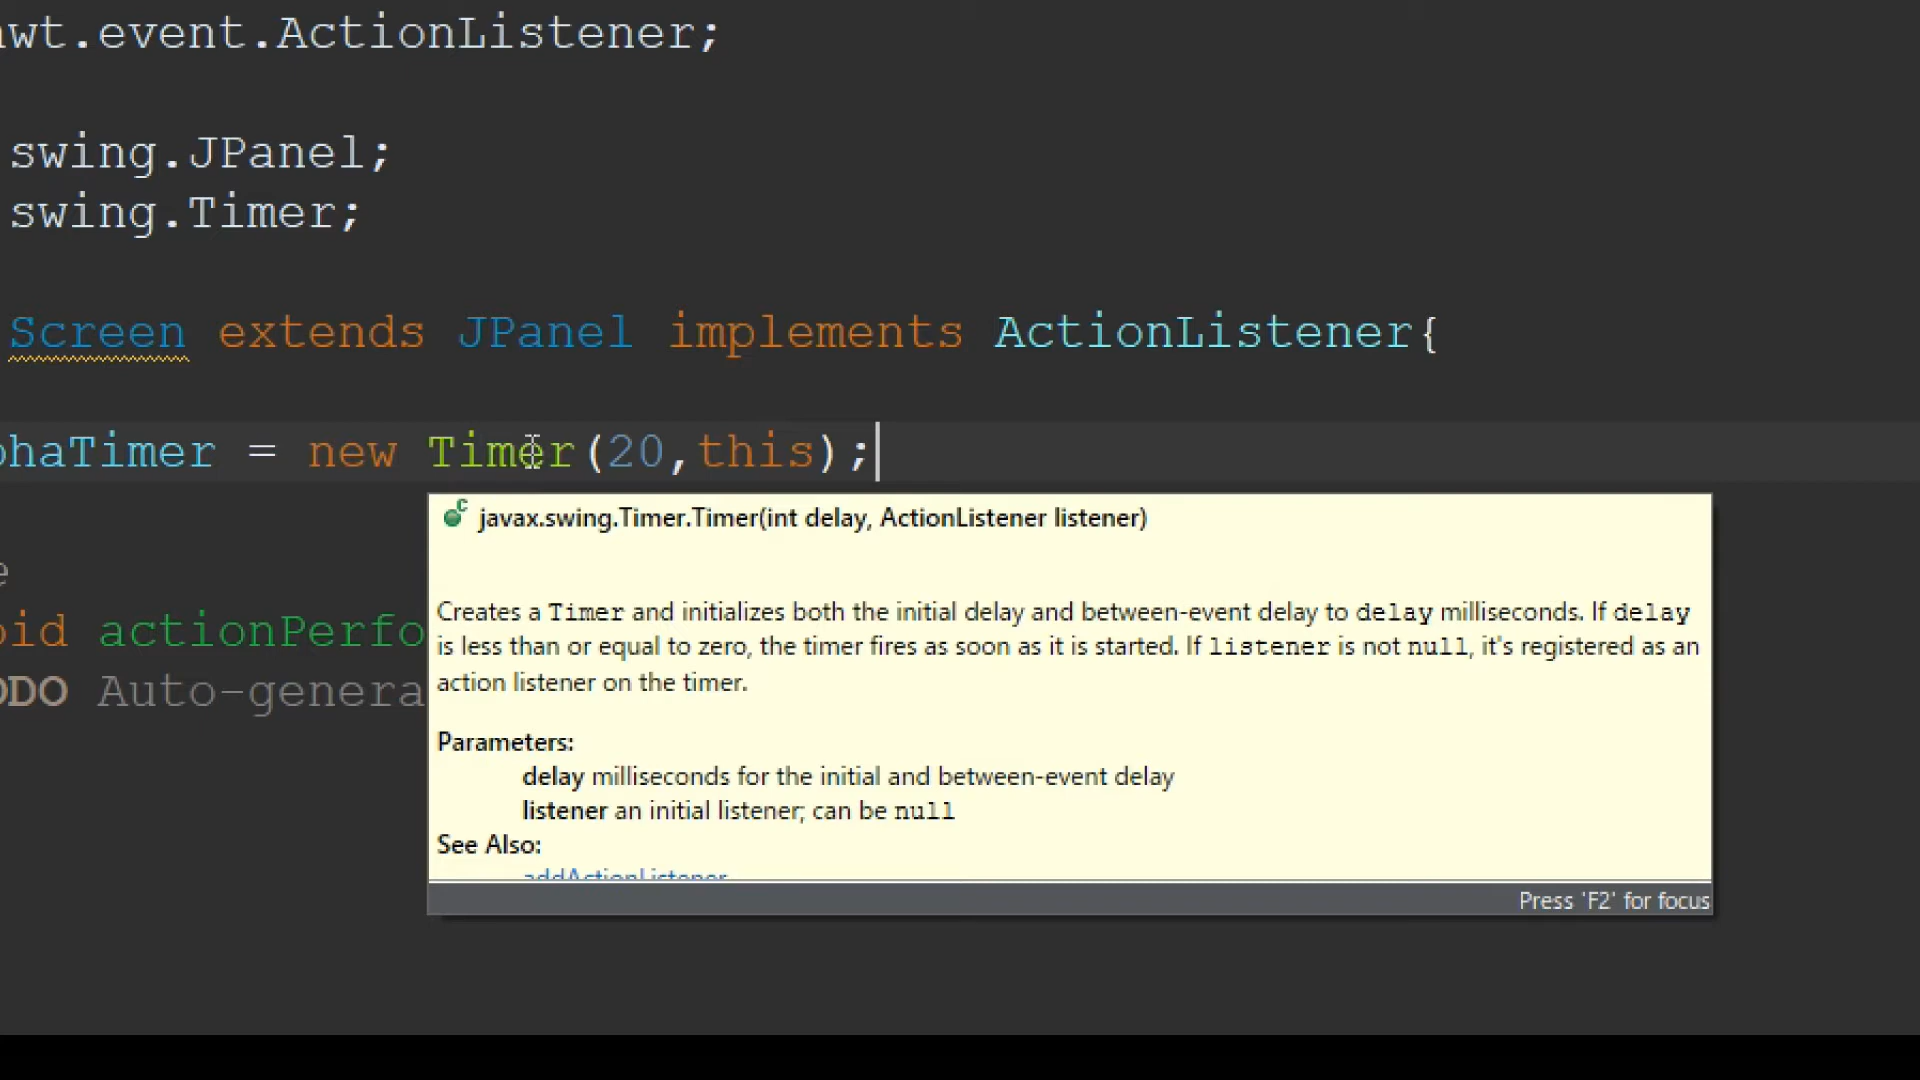 wt.event.ActionListener;
swing.JPanel;
swing.Timer;
Screen extends JPanel implements ActionListener{
phaTimer = new Timer(20,this);
javax.swing.Timer.Timer(int delay, ActionListener listener)
e
oid actionPerfo
Creates a Timer and initializes both the initial delay and between-event delay to delay milliseconds. If delay
is less than or equal to zero, the timer fires as soon as it is started. If listener is not null, it's registered as an
action listener on the timer.
ODO Auto-genera
Parameters:
delay milliseconds for the initial and between-event delay
listener an initial listener; can be null
See Also:
addActionListener
Press 'F2' for focus